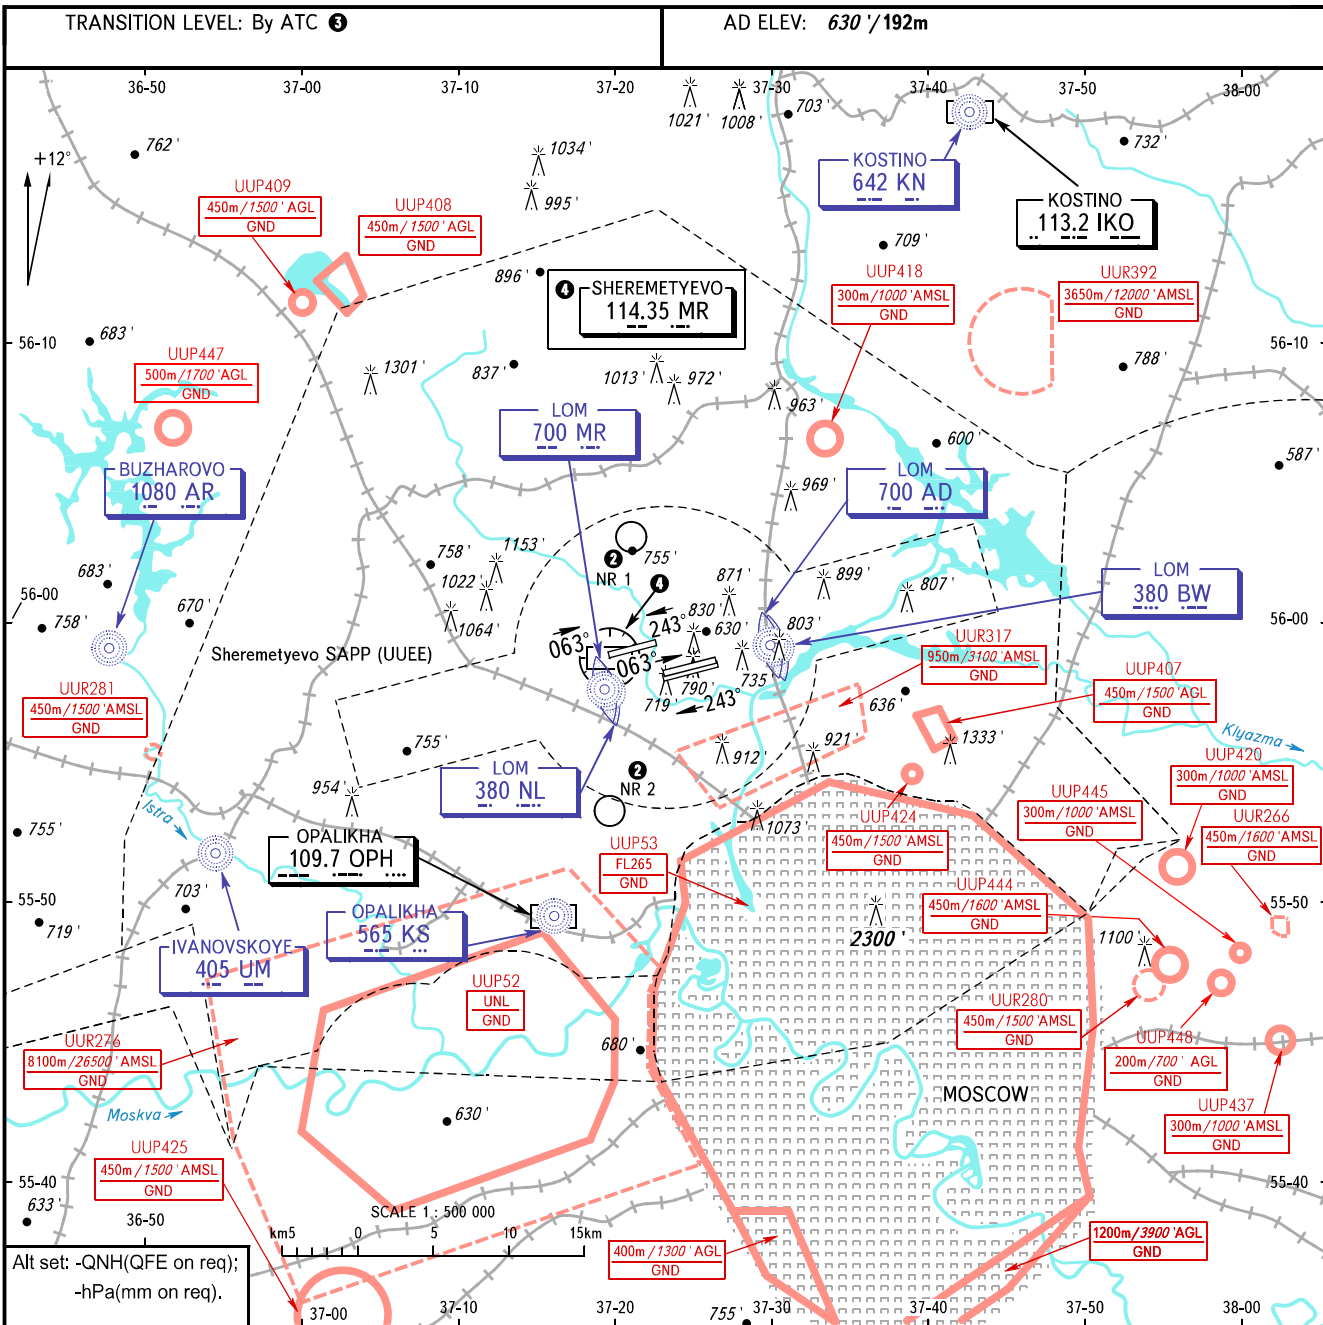 TRANSITION LEVEL: By ATC 3
AD ELEV: 630'/192m
36-50
37-00
37-10
37-20
37-30
37-40
37-50
38-00
+12°
762'
1034'
995'
1021'
1008'
703'
732'
KOSTINO
642 KN
KOSTINO
113.2 IKO
UUP409
450m/1500'AGL
GND
UUP408
450m/1500'AGL
GND
896'
4
SHEREMETYEVO
114.35 MR
709'
UUP418
300m/1000'AMSL
GND
UUR392
3650m/12000'AMSL
GND
56-10
683'
UUP447
500m/1700'AGL
GND
1301'
837'
1013'
972'
963'
788'
56-10
LOM
700 MR
600'
587'
BUZHAROVO
1080 AR
969'
LOM
700 AD
758'
1153'
1022'
1064'
2
NR 1
755'
4
871'
830'
630'
899'
807'
803'
LOM
380 BW
683'
56-00
758'
670'
56-00
Sheremetyevo SAPP (UUEE)
063°
243°
063°
243°
790'
719'
735'
UUR317
950m/3100'AMSL
GND
UUP407
450m/1500'AGL
GND
UUR281
450m/1500'AMSL
GND
636'
1333'
Klyazma
755'
LOM
380 NL
2
NR 2
912'
921'
UUP420
300m/1000'AMSL
GND
954'
Istra
755'
1073'
UUP445
300m/1000'AMSL
GND
UUR266
450m/1600'AMSL
GND
OPALIKHA
109.7 OPH
UUP53
FL265
GND
UUP424
450m/1500'AMSL
GND
UUP444
450m/1600'AMSL
GND
55-50
703'
719'
OPALIKHA
565 KS
2300'
1100'
55-50
IVANOVSKOYE
405 UM
UUP52
UNL
GND
UUR280
450m/1500'AMSL
GND
UUR276
8100m/26500'AMSL
GND
680'
UUP448
200m/700' AGL
GND
Moskva
630'
MOSCOW
UUP437
300m/1000'AMSL
GND
UUP425
450m/1500'AMSL
GND
55-40
633'
36-50
SCALE 1 : 500 000
km5 0 5 10 15km
55-40
400m/1300'AGL
GND
1200m/3900'AGL
GND
Alt set: -QNH(QFE on req);
-hPa(mm on req).
37-00
37-10
37-20
755'
37-30
37-40
37-50
38-00